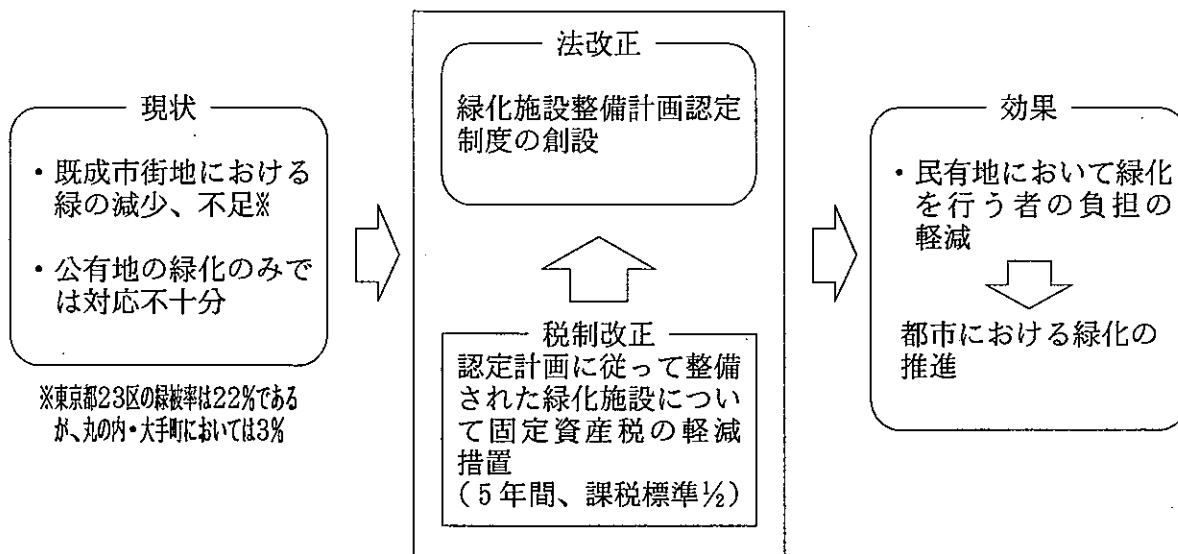 現状
・既成市街地における
緑の減少、不足※
・公有地の緑化のみで
は対応不十分
※東京都23区の緑被率は22%である
が、丸の内・大手町においては3%
法改正
緑化施設整備計画認定
制度の創設
税制改正
認定計画に従って整備
された緑化施設につい
て固定資産税の軽減
措置
(5年間、課税標準½)
効果
・民有地において緑化
を行う者の負担の
軽減
都市における緑化の
推進